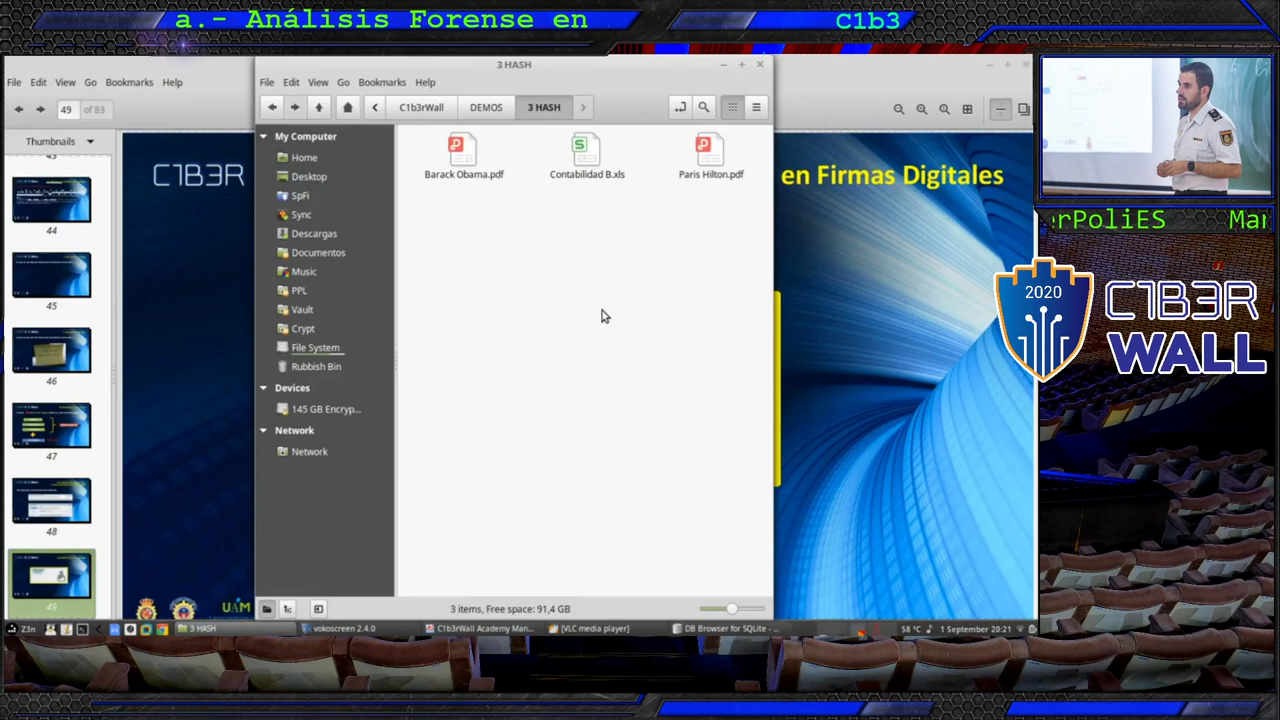 a.- Análisis Forense en
C1b3
3 HASH
File Edit View Go Bookmarks Help
File Edit View Go Bookmarks Help
49 of 83
C1b3rWall DEMOS 3 HASH
Thumbnails
43
44
45
46
47
48
49
My Computer
Home
Desktop
SpFi
Sync
Descargas
Documentos
Music
PPL
Vault
Crypt
File System
Rubbish Bin
Devices
145 GB Encryp...
Network
Network
Barack Obama.pdf
Contabilidad B.xls
Paris Hilton.pdf
C1B3R
en Firmas Digitales
erPoliES Mar
2020
C1B3R
WALL
UAM
3 items, Free space: 91,4 GB
Z3n
3 HASH
vokoscreen 2.4.0
C1b3rWall Academy Man...
[VLC media player]
DB Browser for SQLite - ...
58 °C
1 September 20:21